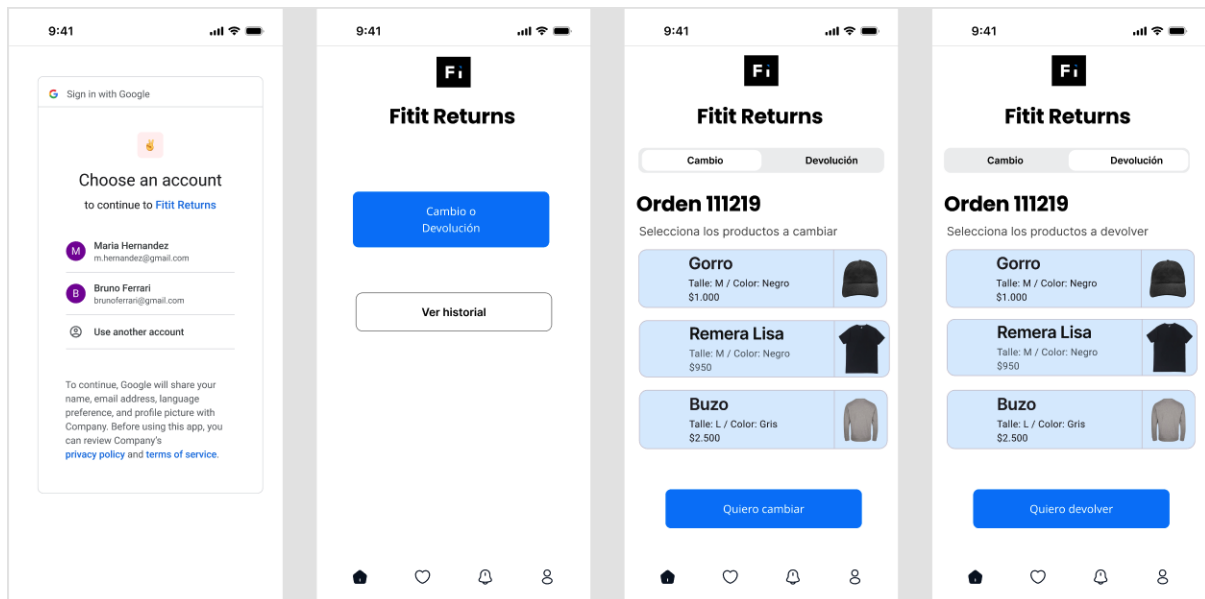 9:41
Sign in with Google
Choose an account
to continue to Fitit Returns
M
Maria Hernandez
m.hernandez@gmail.com
B
Bruno Ferrari
brunoferrari@gmail.com
Use another account
To continue, Google will share your
name, email address, language
preference, and profile picture with
Company. Before using this app, you
can review Company's
privacy policy and terms of service.
9:41
Fi
Fitit Returns
Cambio o
Devolución
Ver historial
9:41
Fi
Fitit Returns
Cambio Devolución
Orden 111219
Selecciona los productos a cambiar
Gorro
Talle: M / Color: Negro
$1.000
Remera Lisa
Talle: M / Color: Negro
$950
Buzo
Talle: L / Color: Gris
$2.500
Quiero cambiar
9:41
Fi
Fitit Returns
Cambio Devolución
Orden 111219
Selecciona los productos a devolver
Gorro
Talle: M / Color: Negro
$1.000
Remera Lisa
Talle: M / Color: Negro
$950
Buzo
Talle: L / Color: Gris
$2.500
Quiero devolver